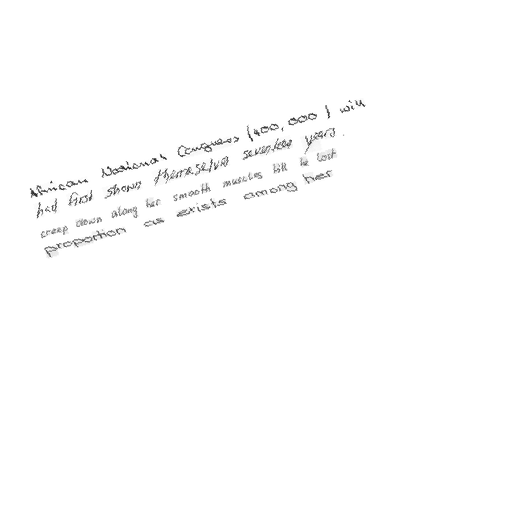 African National Congress (400,000) will
had first shown themselves seventeen years.
creep down along her smooth muscles till he lost
proportion as exists among her